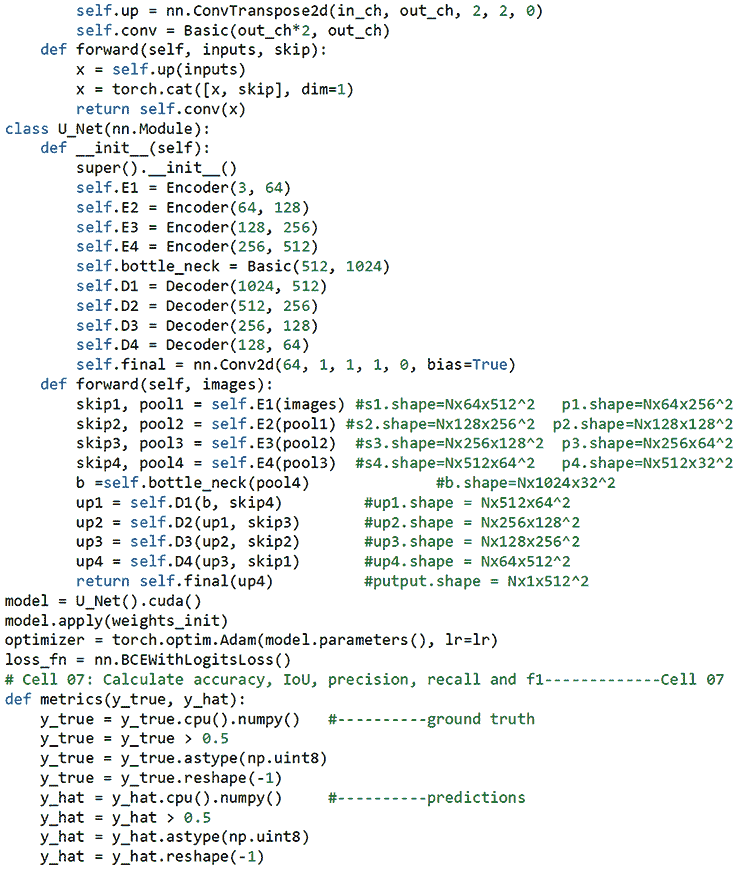 self.up = nn.ConvTranspose2d(in_ch, out_ch, 2, 2, 0)
        self.conv = Basic(out_ch*2, out_ch)
    def forward(self, inputs, skip):
        x = self.up(inputs)
        x = torch.cat([x, skip], dim=1)
        return self.conv(x)
class U_Net(nn.Module):
    def __init__(self):
        super().__init__()
        self.E1 = Encoder(3, 64)
        self.E2 = Encoder(64, 128)
        self.E3 = Encoder(128, 256)
        self.E4 = Encoder(256, 512)
        self.bottle_neck = Basic(512, 1024)
        self.D1 = Decoder(1024, 512)
        self.D2 = Decoder(512, 256)
        self.D3 = Decoder(256, 128)
        self.D4 = Decoder(128, 64)
        self.final = nn.Conv2d(64, 1, 1, 1, 0, bias=True)
    def forward(self, images):
        skip1, pool1 = self.E1(images) #s1.shape=Nx64x512^2   p1.shape=Nx64x256^2
        skip2, pool2 = self.E2(pool1) #s2.shape=Nx128x256^2  p2.shape=Nx128x128^2
        skip3, pool3 = self.E3(pool2)  #s3.shape=Nx256x128^2  p3.shape=Nx256x64^2
        skip4, pool4 = self.E4(pool3)  #s4.shape=Nx512x64^2   p4.shape=Nx512x32^2
        b =self.bottle_neck(pool4)              #b.shape=Nx1024x32^2
        up1 = self.D1(b, skip4)         #up1.shape = Nx512x64^2
        up2 = self.D2(up1, skip3)       #up2.shape = Nx256x128^2
        up3 = self.D3(up2, skip2)       #up3.shape = Nx128x256^2
        up4 = self.D4(up3, skip1)       #up4.shape = Nx64x512^2
        return self.final(up4)          #putput.shape = Nx1x512^2
model = U_Net().cuda()
model.apply(weights_init)
optimizer = torch.optim.Adam(model.parameters(), lr=lr)
loss_fn = nn.BCEWithLogitsLoss()
# Cell 07: Calculate accuracy, IoU, precision, recall and f1-------------Cell 07
def metrics(y_true, y_hat):
    y_true = y_true.cpu().numpy()   #----------ground truth
    y_true = y_true > 0.5
    y_true = y_true.astype(np.uint8)
    y_true = y_true.reshape(-1)
    y_hat = y_hat.cpu().numpy()     #----------predictions
    y_hat = y_hat > 0.5
    y_hat = y_hat.astype(np.uint8)
    y_hat = y_hat.reshape(-1)